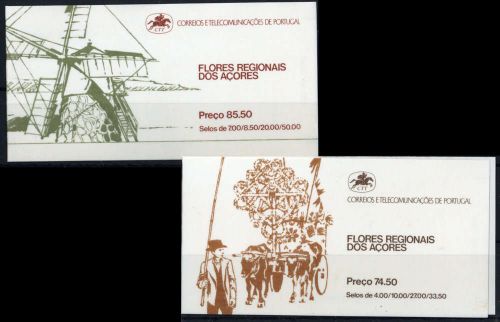 CTT
CORREIOS E TELECOMUNICAÇÕES DE PORTUGAL
FLORES REGIONAIS
DOS AÇORES
Preço 85.50
Selos de 7.00/8.50/20.00/50.00
CTT
CORREIOS E TELECOMUNICAÇÕES DE PORTUGAL
FLORES REGIONAIS
DOS AÇORES
Preço 74.50
Selos de 4.00/10.00/27.00/33.50